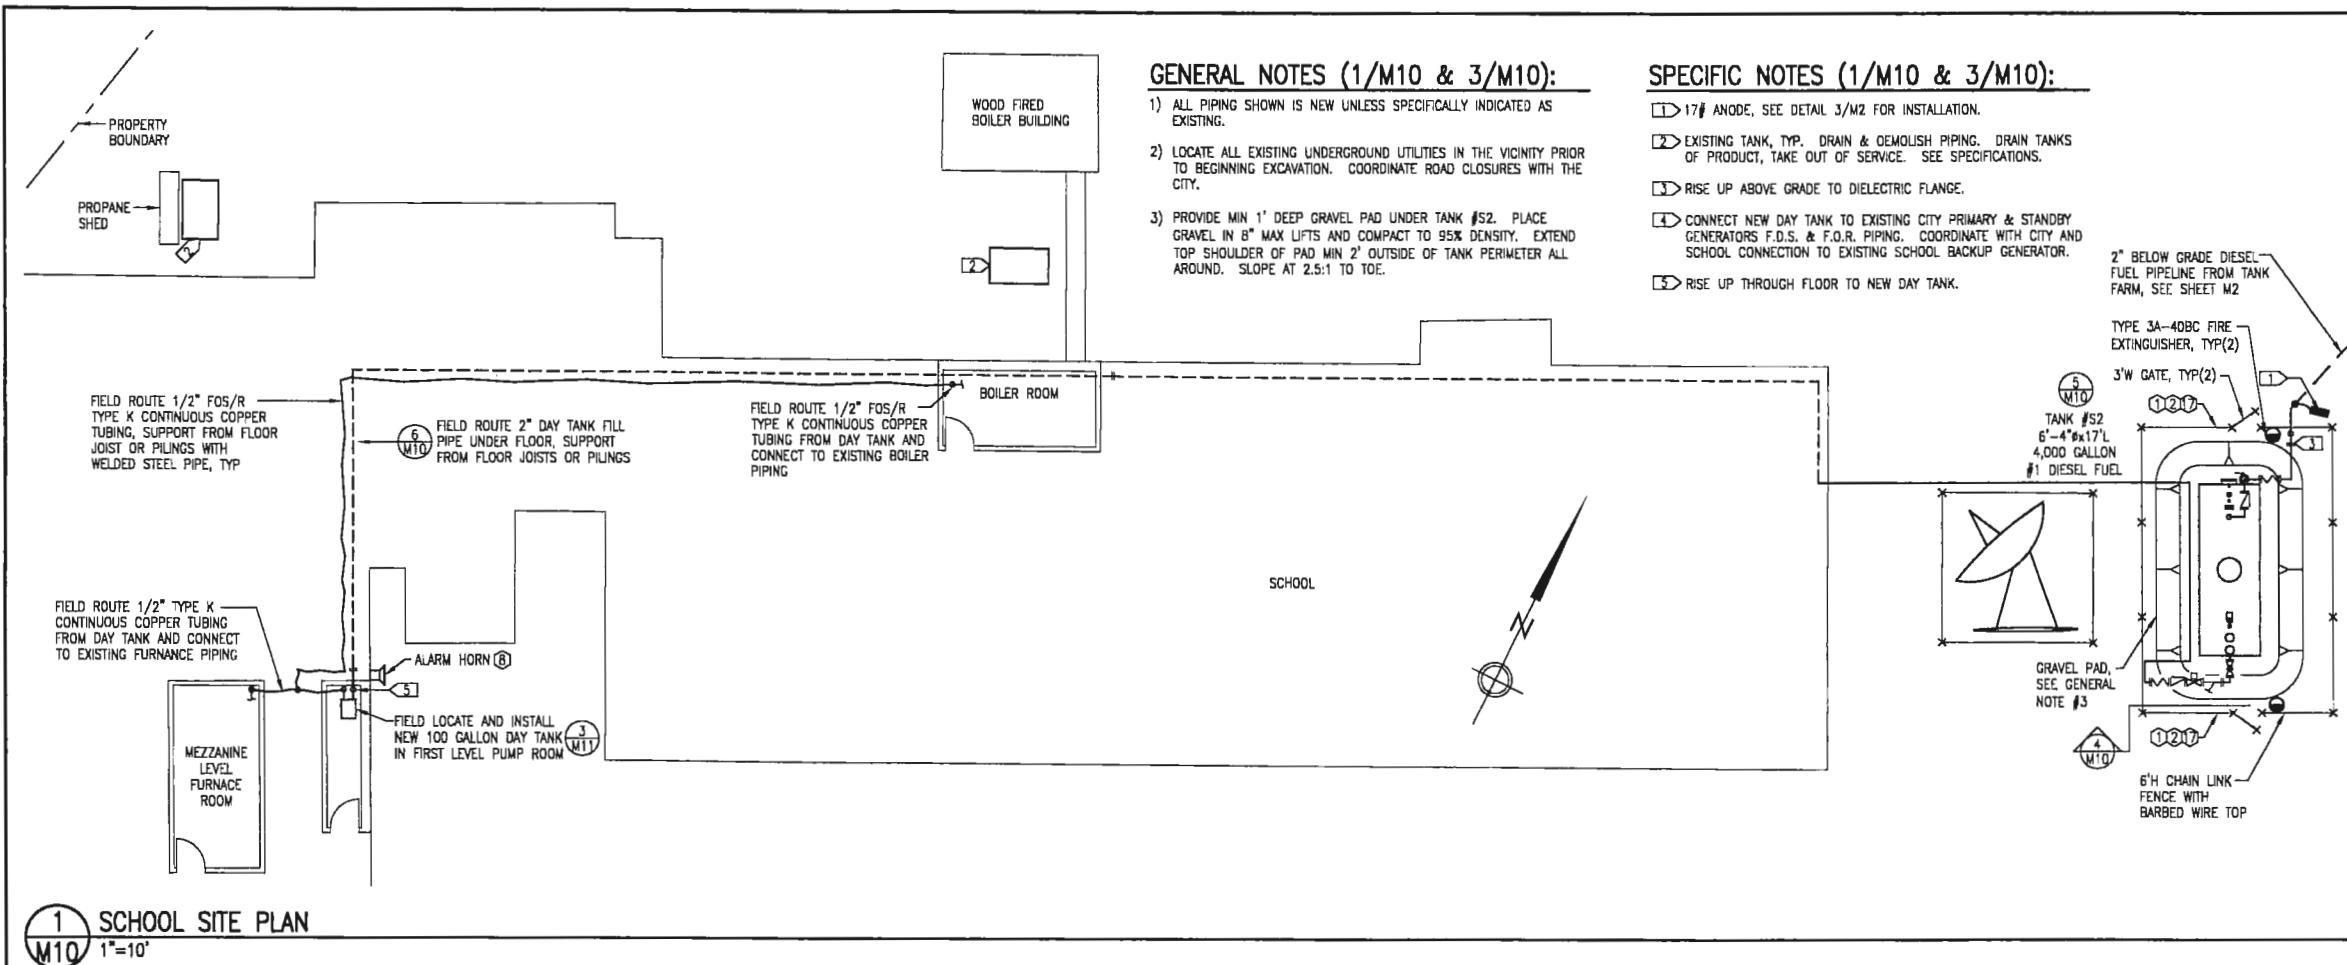 GENERAL NOTES (1/M10 & 3/M10):
1) ALL PIPING SHOWN IS NEW UNLESS SPECIFICALLY INDICATED AS
EXISTING.
2) LOCATE ALL EXISTING UNDERGROUND UTILITIES IN THE VICINITY PRIOR
TO BEGINNING EXCAVATION. COORDINATE ROAD CLOSURES WITH THE
CITY.
3) PROVIDE MIN 1' DEEP GRAVEL PAD UNDER TANK #S2. PLACE
GRAVEL IN 8" MAX LIFTS AND COMPACT TO 95% DENSITY. EXTEND
TOP SHOULDER OF PAD MIN 2' OUTSIDE OF TANK PERIMETER ALL
AROUND. SLOPE AT 2.5:1 TO TOE.
SPECIFIC NOTES (1/M10 & 3/M10):
1 17# ANODE, SEE DETAIL 3/M2 FOR INSTALLATION.
2 EXISTING TANK, TYP. DRAIN & DEMOLISH PIPING. DRAIN TANKS
OF PRODUCT, TAKE OUT OF SERVICE. SEE SPECIFICATIONS.
3 RISE UP ABOVE GRADE TO DIELECTRIC FLANGE.
4 CONNECT NEW DAY TANK TO EXISTING CITY PRIMARY & STANDBY
GENERATORS F.O.S. & F.O.R. PIPING. COORDINATE WITH CITY AND
SCHOOL CONNECTION TO EXISTING SCHOOL BACKUP GENERATOR.
5 RISE UP THROUGH FLOOR TO NEW DAY TANK.
PROPERTY
BOUNDARY
PROPANE
SHED
2
WOOD FIRED
BOILER BUILDING
2
2" BELOW GRADE DIESEL
FUEL PIPELINE FROM TANK
FARM, SEE SHEET M2
TYPE 3A-40BC FIRE
EXTINGUISHER, TYP(2)
3'W GATE, TYP(2)
1
1 2 17
3
5
M10
TANK #S2
6'-4"øx17'L
4,000 GALLON
#1 DIESEL FUEL
FIELD ROUTE 1/2" FOS/R
TYPE K CONTINUOUS COPPER
TUBING, SUPPORT FROM FLOOR
JOIST OR PILINGS WITH
WELDED STEEL PIPE, TYP
6
M10
FIELD ROUTE 2" DAY TANK FILL
PIPE UNDER FLOOR, SUPPORT
FROM FLOOR JOISTS OR PILINGS
FIELD ROUTE 1/2" FOS/R
TYPE K CONTINUOUS COPPER
TUBING FROM DAY TANK AND
CONNECT TO EXISTING BOILER
PIPING
BOILER ROOM
SCHOOL
N
FIELD ROUTE 1/2" TYPE K
CONTINUOUS COPPER TUBING
FROM DAY TANK AND CONNECT
TO EXISTING FURNANCE PIPING
ALARM HORN 8
5
FIELD LOCATE AND INSTALL
NEW 100 GALLON DAY TANK
IN FIRST LEVEL PUMP ROOM
3
M11
MEZZANINE
LEVEL
FURNACE
ROOM
GRAVEL PAD,
SEE GENERAL
NOTE #3
1 2 17
4
M10
6'H CHAIN LINK
FENCE WITH
BARBED WIRE TOP
1
M10
SCHOOL SITE PLAN
1"=10'